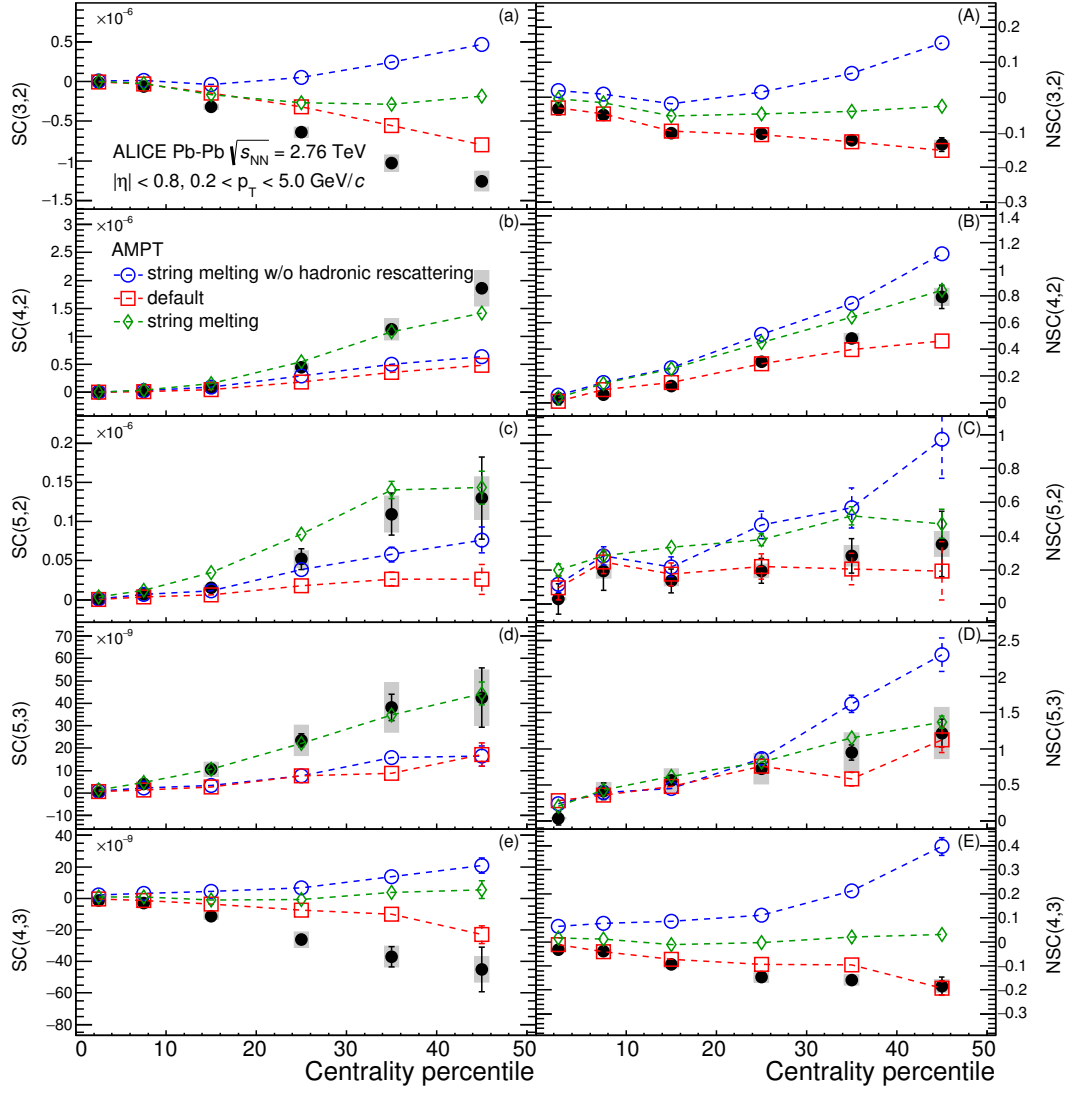 ×10⁻⁶
(a)
0.5
0
−0.5
−1
−1.5
SC(3,2)
ALICE Pb-Pb √s_NN = 2.76 TeV
|η| < 0.8, 0.2 < p_T < 5.0 GeV/c
(A)
0.2
0.1
0
−0.1
−0.2
−0.3
NSC(3,2)
×10⁻⁶
(b)
3
2.5
2
1.5
1
0.5
0
SC(4,2)
AMPT
string melting w/o hadronic rescattering
default
string melting
(B)
1.4
1.2
1
0.8
0.6
0.4
0.2
0
NSC(4,2)
×10⁻⁶
(c)
0.2
0.15
0.1
0.05
0
SC(5,2)
(C)
1
0.8
0.6
0.4
0.2
0
NSC(5,2)
×10⁻⁹
(d)
70
60
50
40
30
20
10
0
−10
SC(5,3)
(D)
2.5
2
1.5
1
0.5
0
NSC(5,3)
×10⁻⁹
(e)
40
20
0
−20
−40
−60
−80
SC(4,3)
(E)
0.4
0.3
0.2
0.1
0
−0.1
−0.2
−0.3
NSC(4,3)
0 10 20 30 40 50 10 20 30 40 50
Centrality percentile Centrality percentile